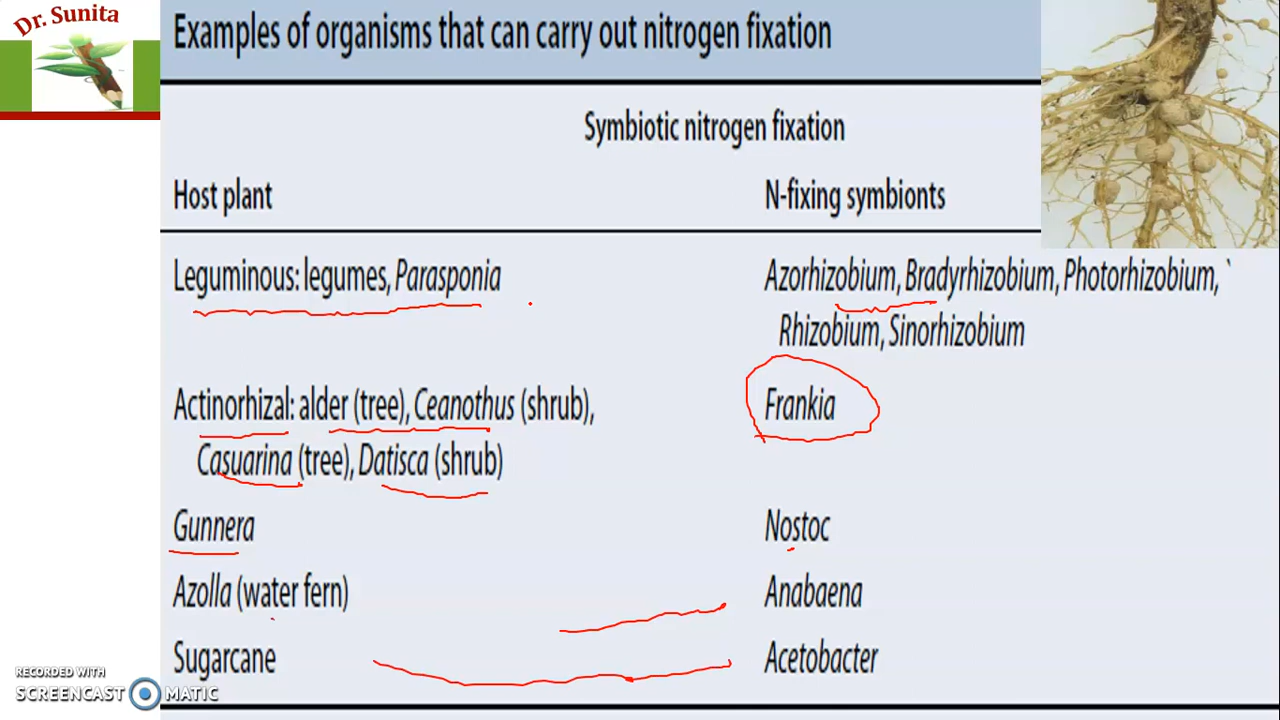 Dr. Sunita
Examples of organisms that can carry out nitrogen fixation
Symbiotic nitrogen fixation
Host plant
N-fixing symbionts
Leguminous: legumes, Parasponia
Azorhizobium, Bradyrhizobium, Photorhizobium,
Rhizobium, Sinorhizobium
Actinorhizal: alder (tree), Ceanothus (shrub),
Casuarina (tree), Datisca (shrub)
Frankia
Gunnera
Nostoc
Azolla (water fern)
Anabaena
Sugarcane
Acetobacter
RECORDED WITH
SCREENCAST MATIC